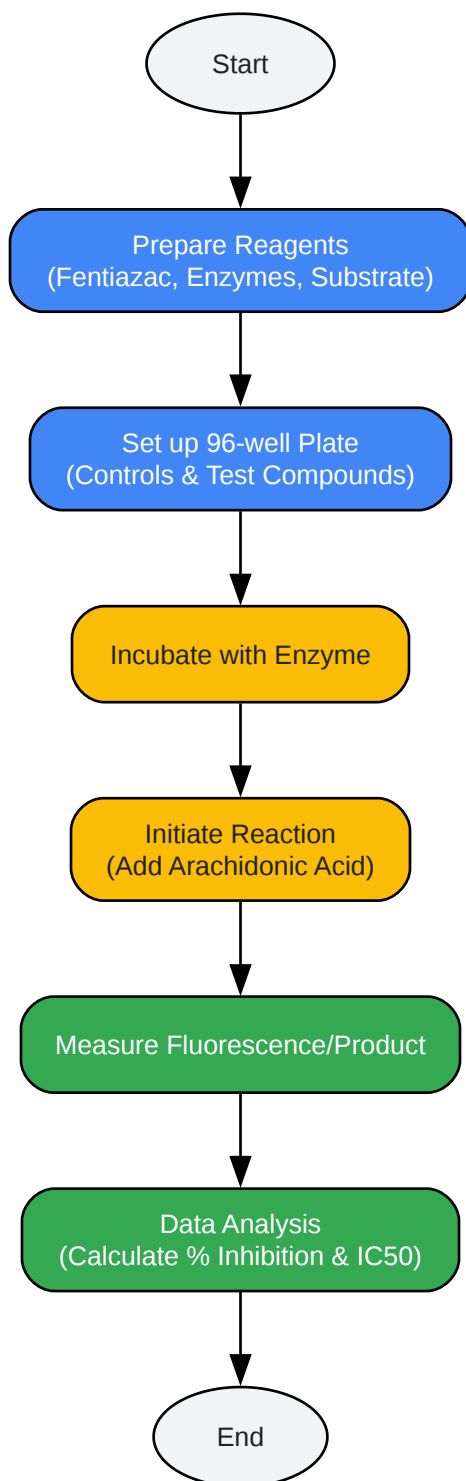 Start
Prepare Reagents
(Fentiazac, Enzymes, Substrate)
Set up 96-well Plate
(Controls & Test Compounds)
Incubate with Enzyme
Initiate Reaction
(Add Arachidonic Acid)
Measure Fluorescence/Product
Data Analysis
(Calculate % Inhibition & IC50)
End